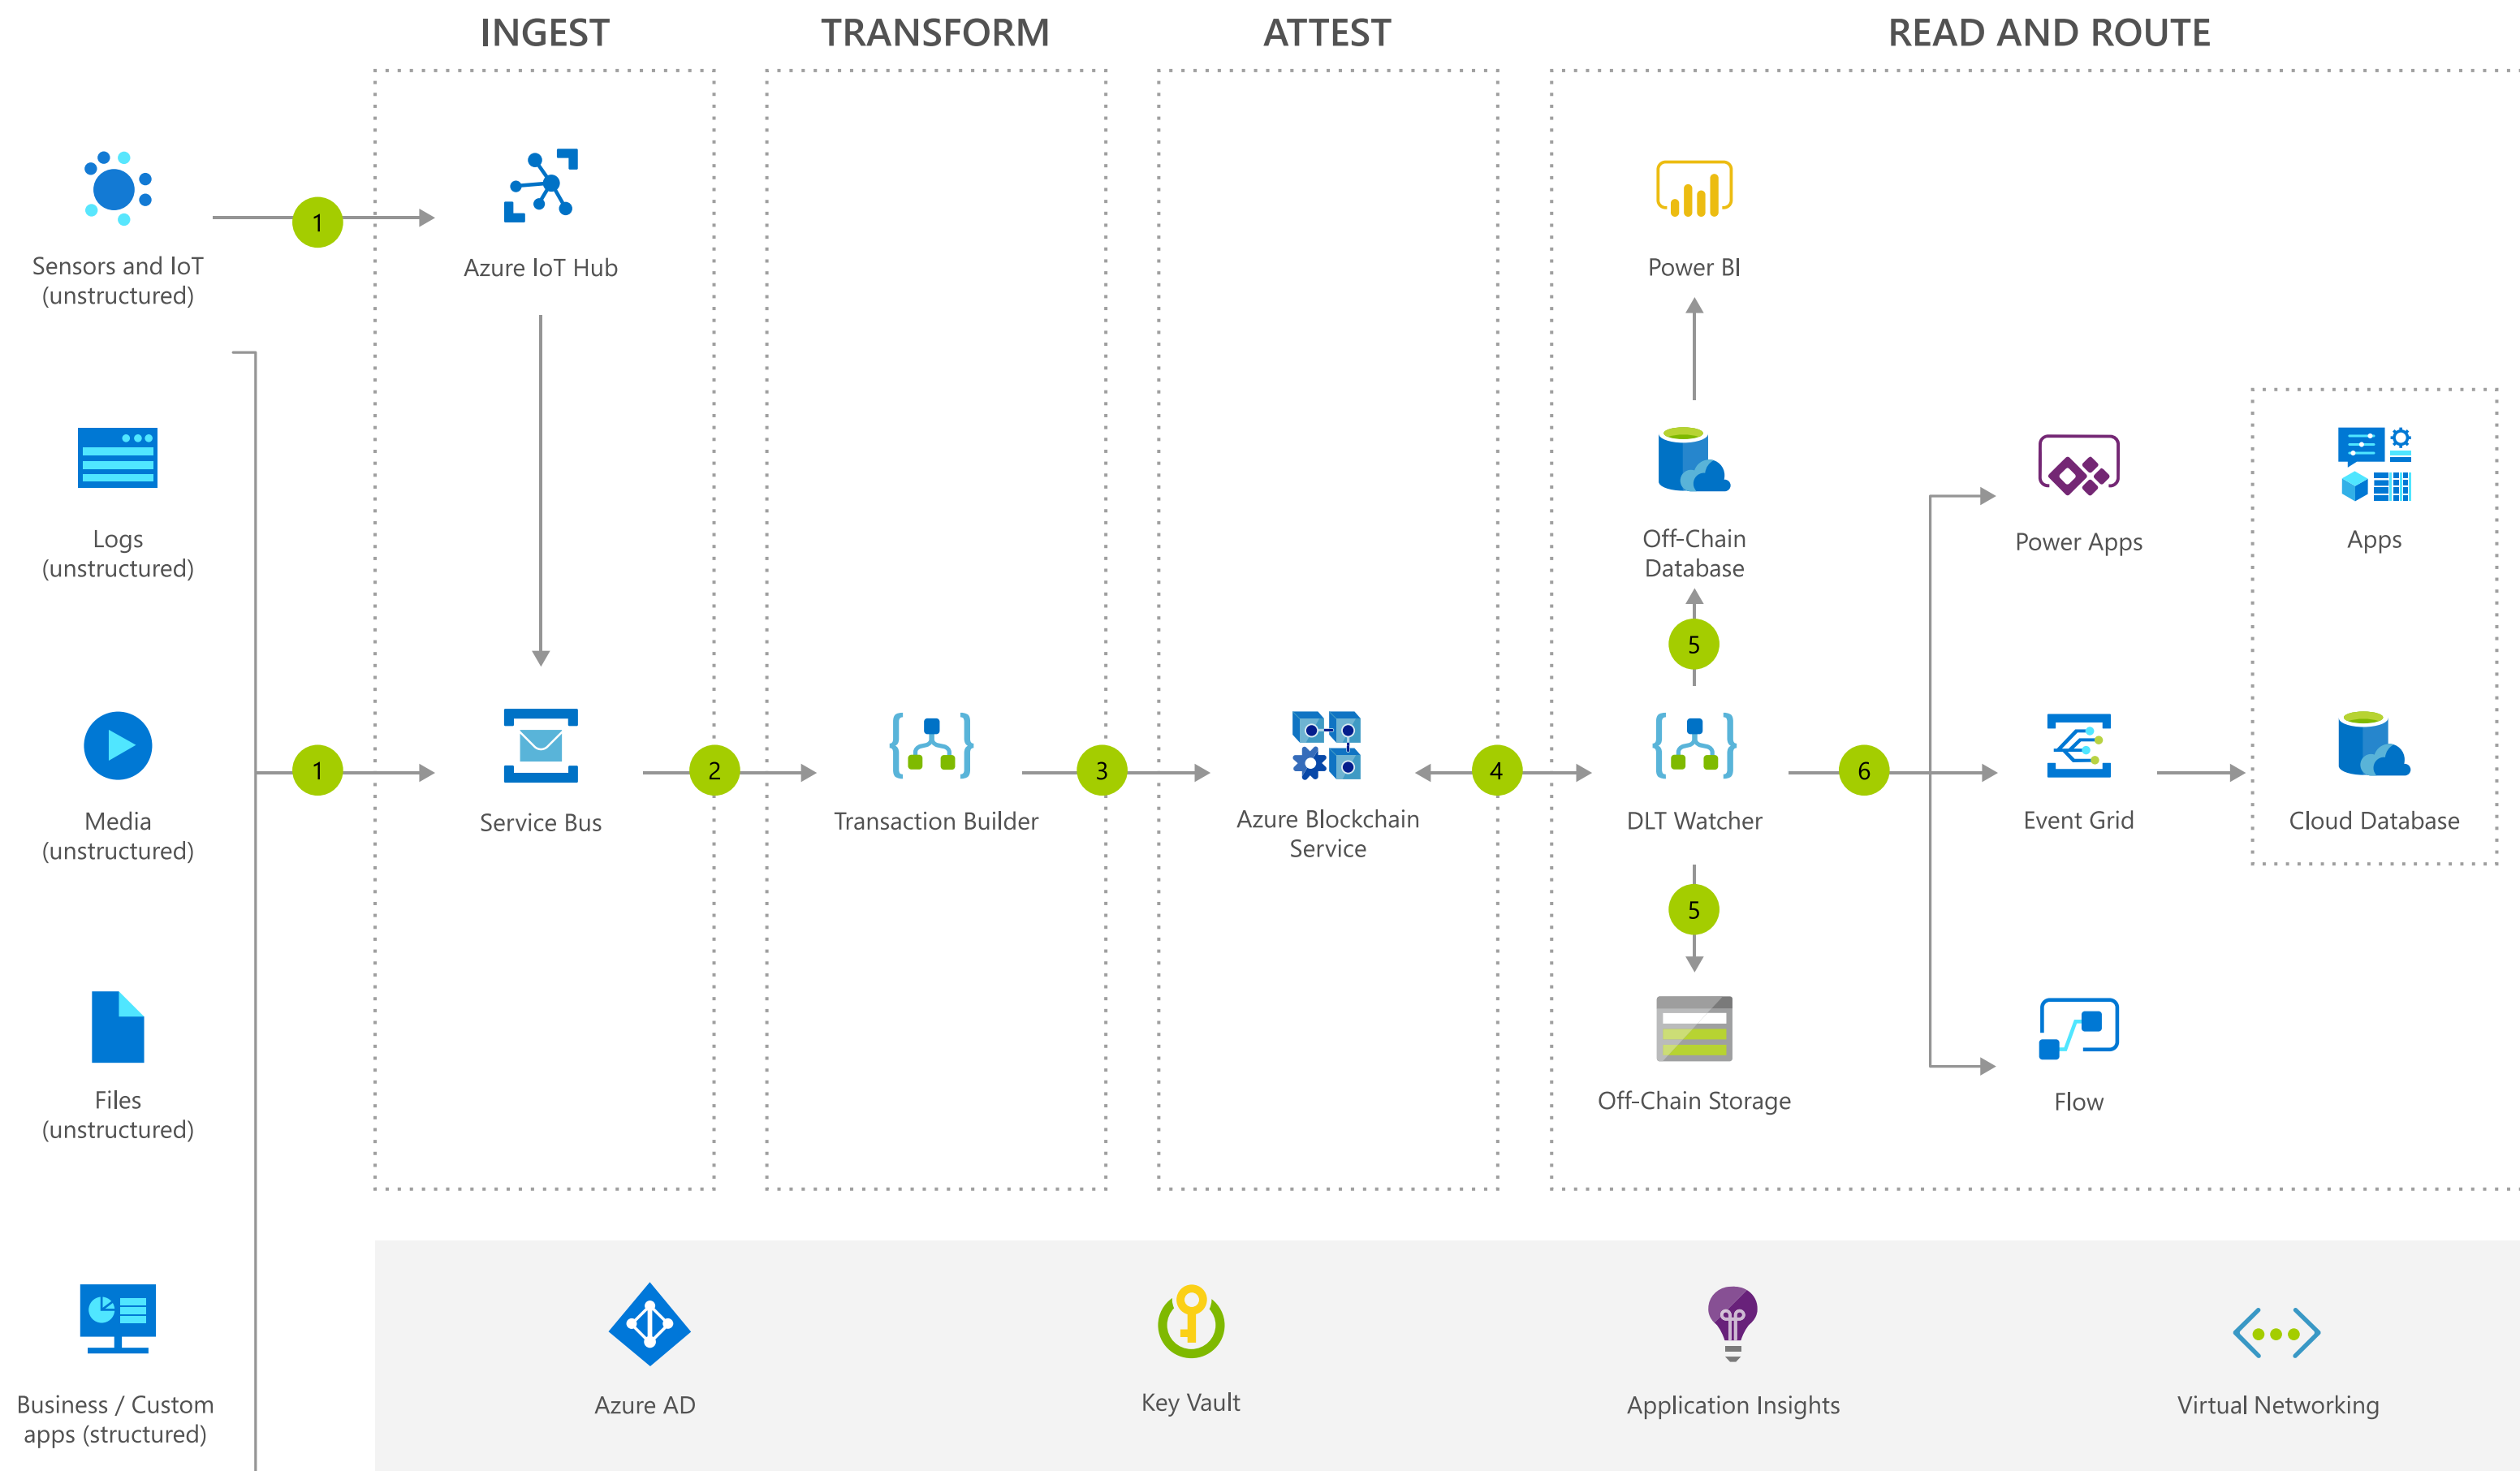 INGEST
TRANSFORM
ATTEST
READ AND ROUTE
Sensors and IoT
(unstructured)
1
Azure IoT Hub
Power BI
Logs
(unstructured)
Off-Chain
Database
Power Apps
Apps
5
Media
(unstructured)
1
Service Bus
2
Transaction Builder
3
Azure Blockchain
Service
4
DLT Watcher
6
Event Grid
Cloud Database
5
Files
(unstructured)
Off-Chain Storage
Flow
Business / Custom
apps (structured)
Azure AD
Key Vault
Application Insights
Virtual Networking